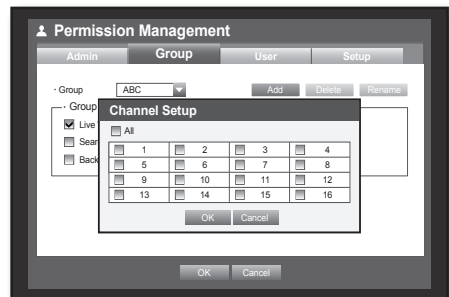 Permission Management
Admin Group User Setup
· Group ABC Add Delete Rename
· Group
Channel Setup
Live
All
Sear
1 2 3 4
Back
5 6 7 8
9 10 11 12
13 14 15 16
OK Cancel
OK Cancel